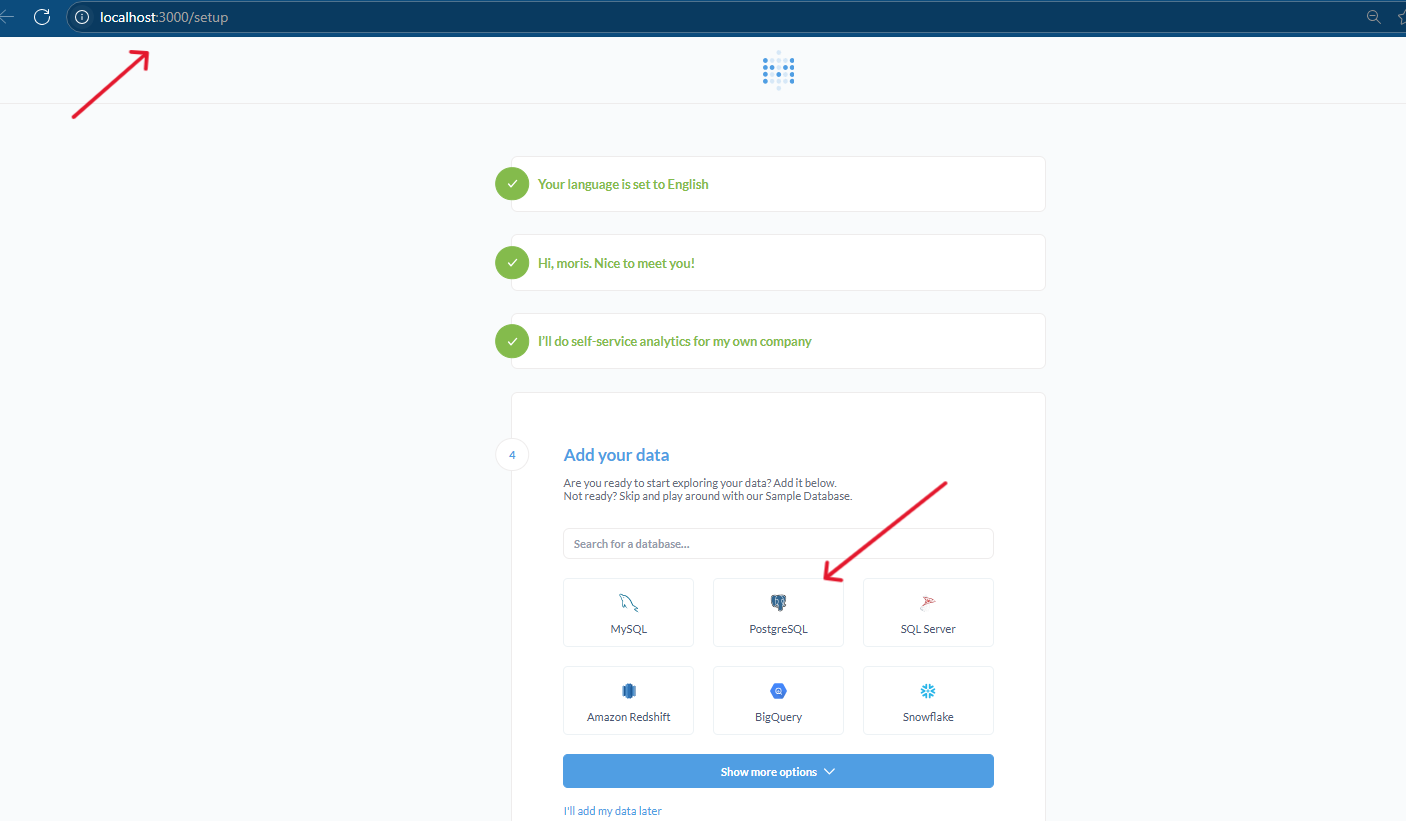 localhost:3000/setup
Your language is set to English
Hi, moris. Nice to meet you!
I'll do self-service analytics for my own company
4
Add your data
Are you ready to start exploring your data? Add it below.
Not ready? Skip and play around with our Sample Database.
Search for a database...
MySQL
PostgreSQL
SQL Server
Amazon Redshift
BigQuery
Snowflake
Show more options
I'll add my data later